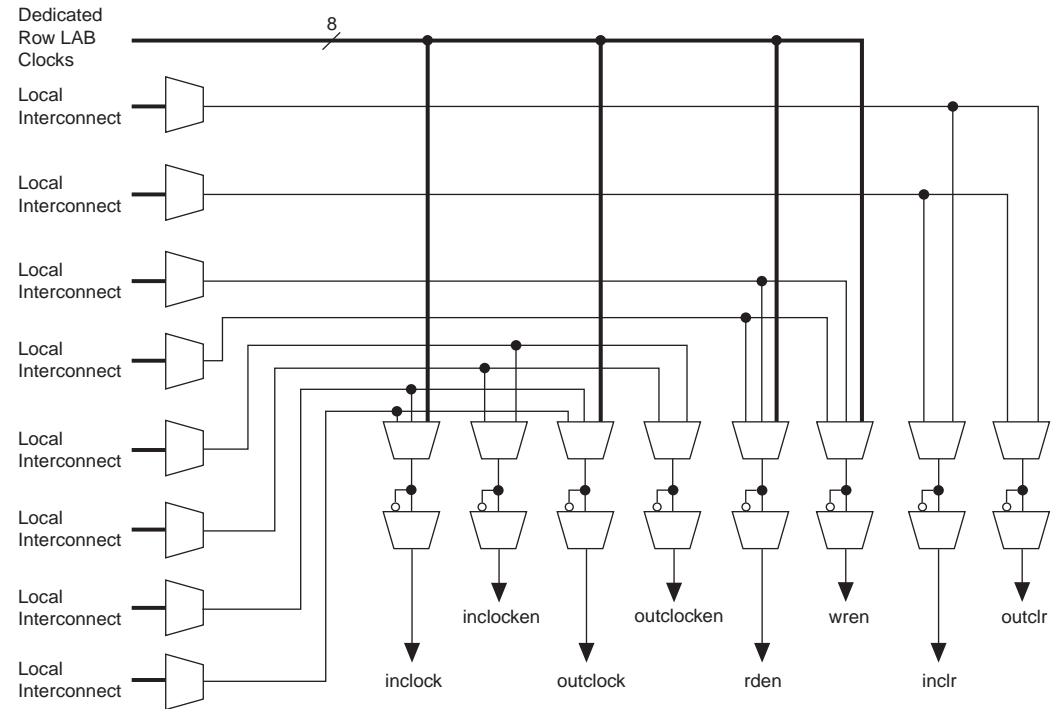 Dedicated
Row LAB
Clocks
8
Local
Interconnect
Local
Interconnect
Local
Interconnect
Local
Interconnect
Local
Interconnect
Local
Interconnect
Local
Interconnect
Local
Interconnect
inclocken
outclocken
wren
outclr
inclock
outclock
rden
inclr